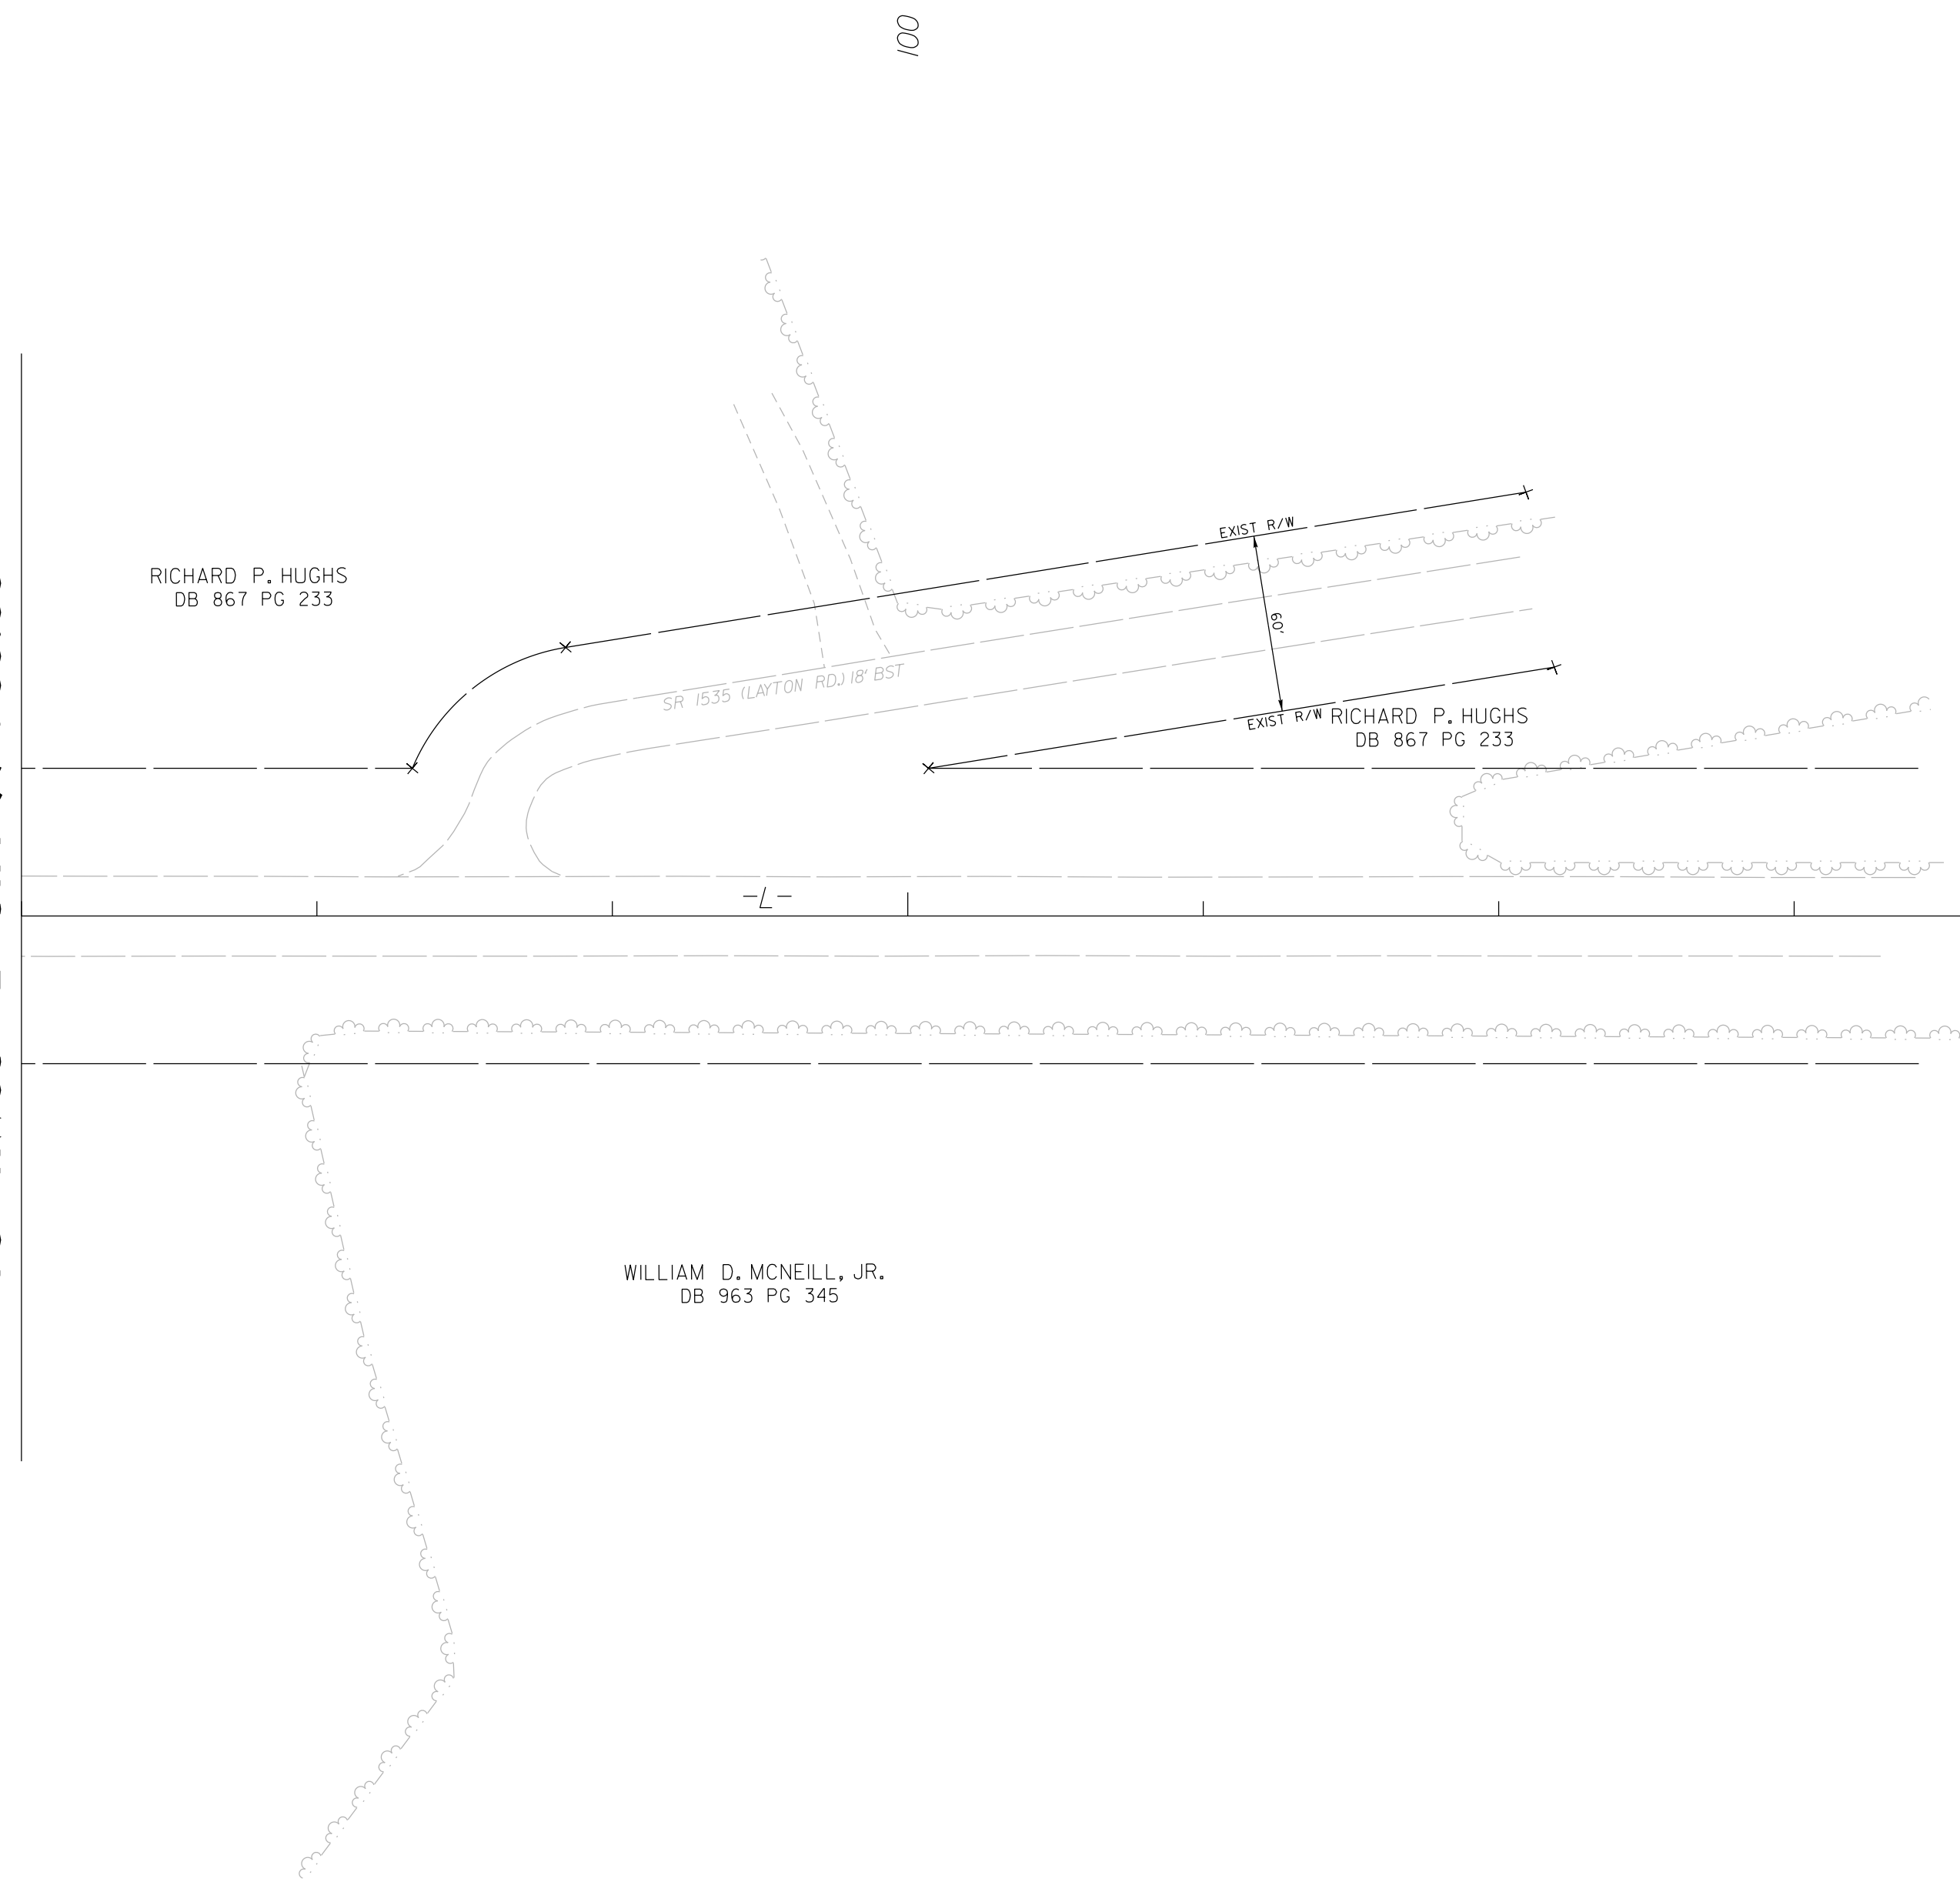 100
EXIST R/W
60'
RICHARD P. HUGHS
DB 867 PG 233
SR 1535 (LAYTON RD.) 18' BST
EXIST R/W
RICHARD P. HUGHS
DB 867 PG 233
-L-
WILLIAM D. MCNEILL, JR.
DB 963 PG 345